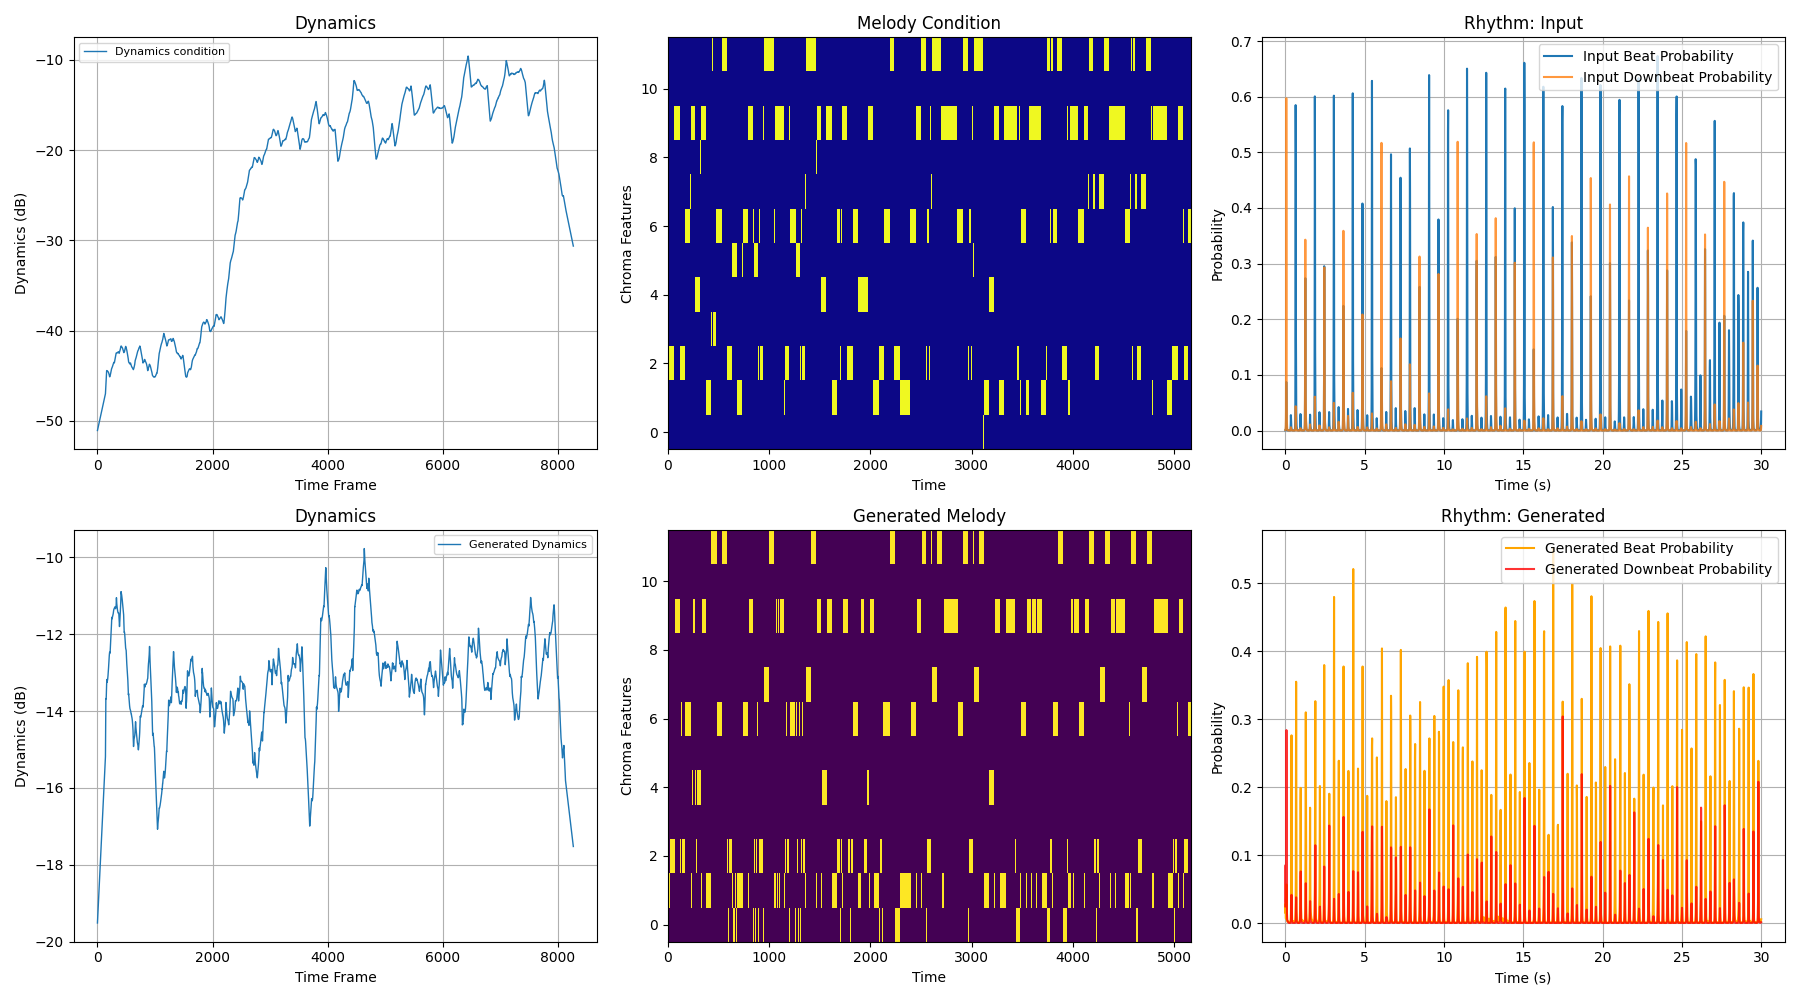 Dynamics
Dynamics condition
−10
−20
−30
−40
−50
Dynamics (dB)
0 2000 4000 6000 8000
Time Frame
Melody Condition
10
8
6
4
2
0
Chroma Features
0 1000 2000 3000 4000 5000
Time
Rhythm: Input
Input Beat Probability
Input Downbeat Probability
0.7
0.6
0.5
0.4
0.3
0.2
0.1
0.0
Probability
0 5 10 15 20 25 30
Time (s)
Dynamics
Generated Dynamics
−10
−12
−14
−16
−18
−20
Dynamics (dB)
0 2000 4000 6000 8000
Time Frame
Generated Melody
10
8
6
4
2
0
Chroma Features
0 1000 2000 3000 4000 5000
Time
Rhythm: Generated
Generated Beat Probability
Generated Downbeat Probability
0.5
0.4
0.3
0.2
0.1
0.0
Probability
0 5 10 15 20 25 30
Time (s)